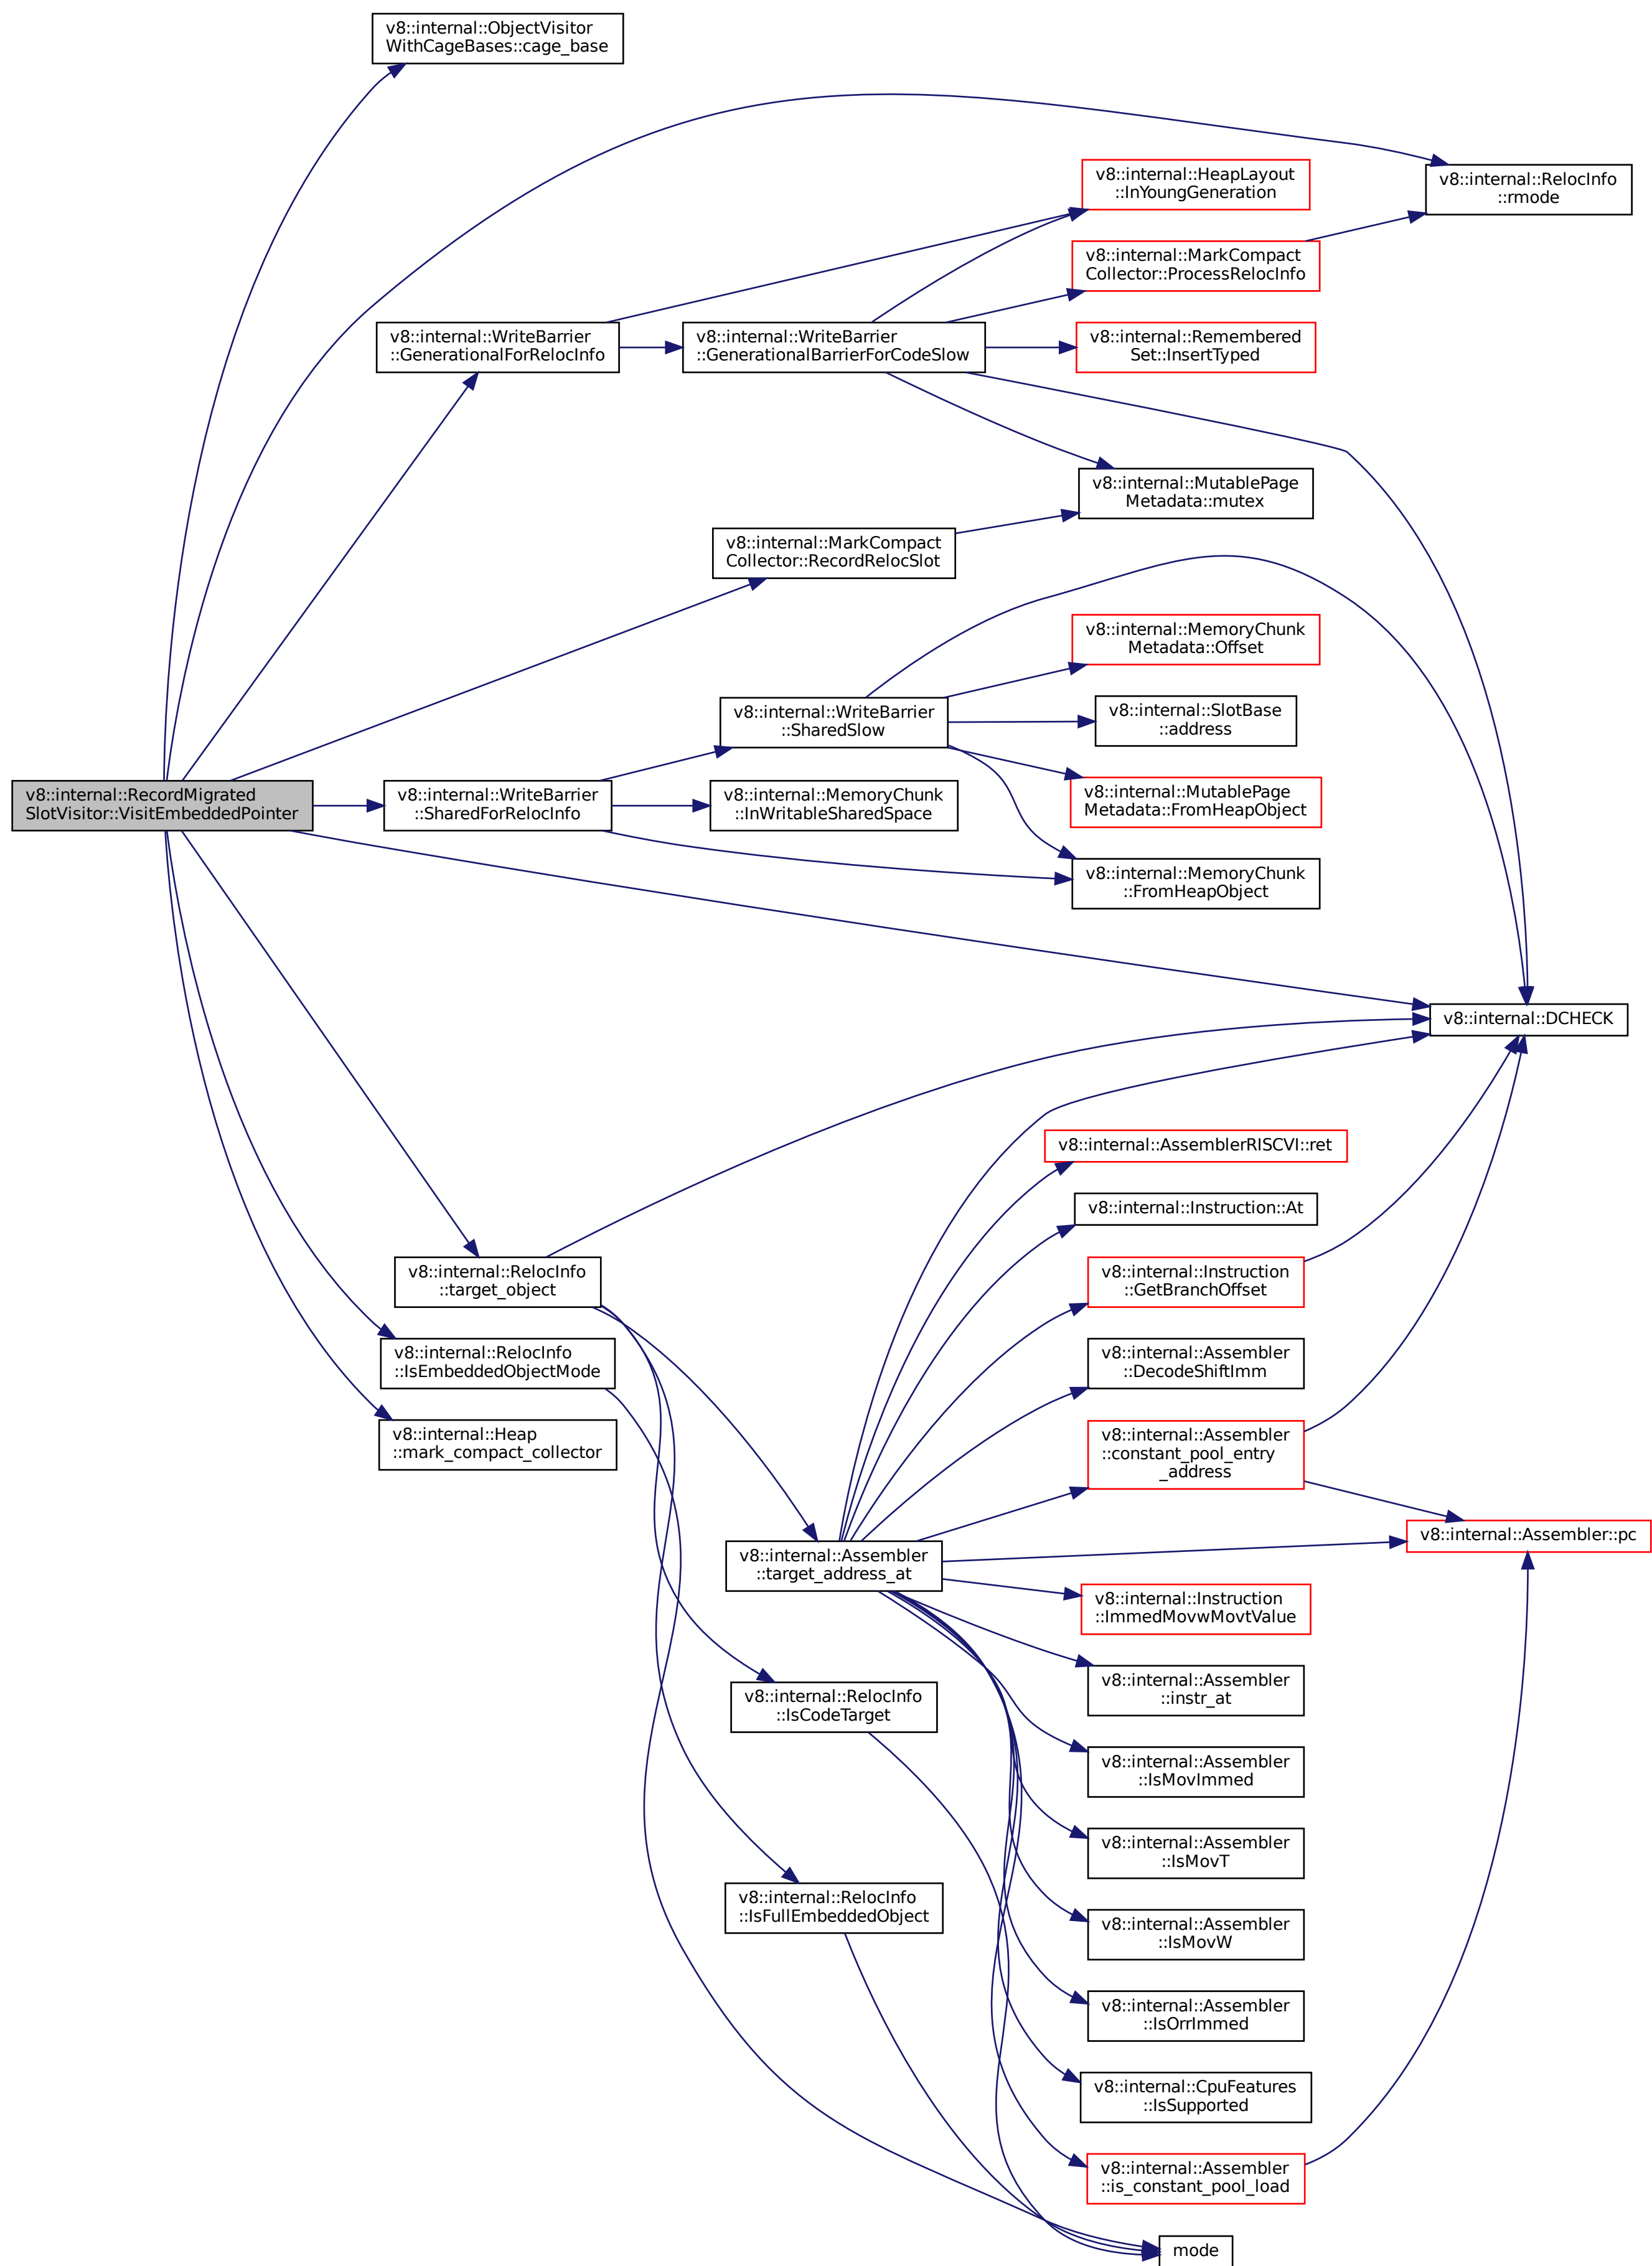 v8::internal::ObjectVisitor
WithCageBases::cage_base
v8::internal::HeapLayout
::InYoungGeneration
v8::internal::RelocInfo
::rmode
v8::internal::MarkCompact
Collector::ProcessRelocInfo
v8::internal::WriteBarrier
::GenerationalForRelocInfo
v8::internal::WriteBarrier
::GenerationalBarrierForCodeSlow
v8::internal::Remembered
Set::InsertTyped
v8::internal::MutablePage
Metadata::mutex
v8::internal::MarkCompact
Collector::RecordRelocSlot
v8::internal::MemoryChunk
Metadata::Offset
v8::internal::WriteBarrier
::SharedSlow
v8::internal::SlotBase
::address
v8::internal::RecordMigrated
SlotVisitor::VisitEmbeddedPointer
v8::internal::WriteBarrier
::SharedForRelocInfo
v8::internal::MemoryChunk
::InWritableSharedSpace
v8::internal::MutablePage
Metadata::FromHeapObject
v8::internal::MemoryChunk
::FromHeapObject
v8::internal::DCHECK
v8::internal::AssemblerRISCVI::ret
v8::internal::Instruction::At
v8::internal::RelocInfo
::target_object
v8::internal::Instruction
::GetBranchOffset
v8::internal::RelocInfo
::IsEmbeddedObjectMode
v8::internal::Assembler
::DecodeShiftImm
v8::internal::Heap
::mark_compact_collector
v8::internal::Assembler
::constant_pool_entry
_address
v8::internal::Assembler::pc
v8::internal::Assembler
::target_address_at
v8::internal::Instruction
::ImmedMovwMovtValue
v8::internal::Assembler
::instr_at
v8::internal::RelocInfo
::IsCodeTarget
v8::internal::Assembler
::IsMovImmed
v8::internal::Assembler
::IsMovT
v8::internal::RelocInfo
::IsFullEmbeddedObject
v8::internal::Assembler
::IsMovW
v8::internal::Assembler
::IsOrrImmed
v8::internal::CpuFeatures
::IsSupported
v8::internal::Assembler
::is_constant_pool_load
mode